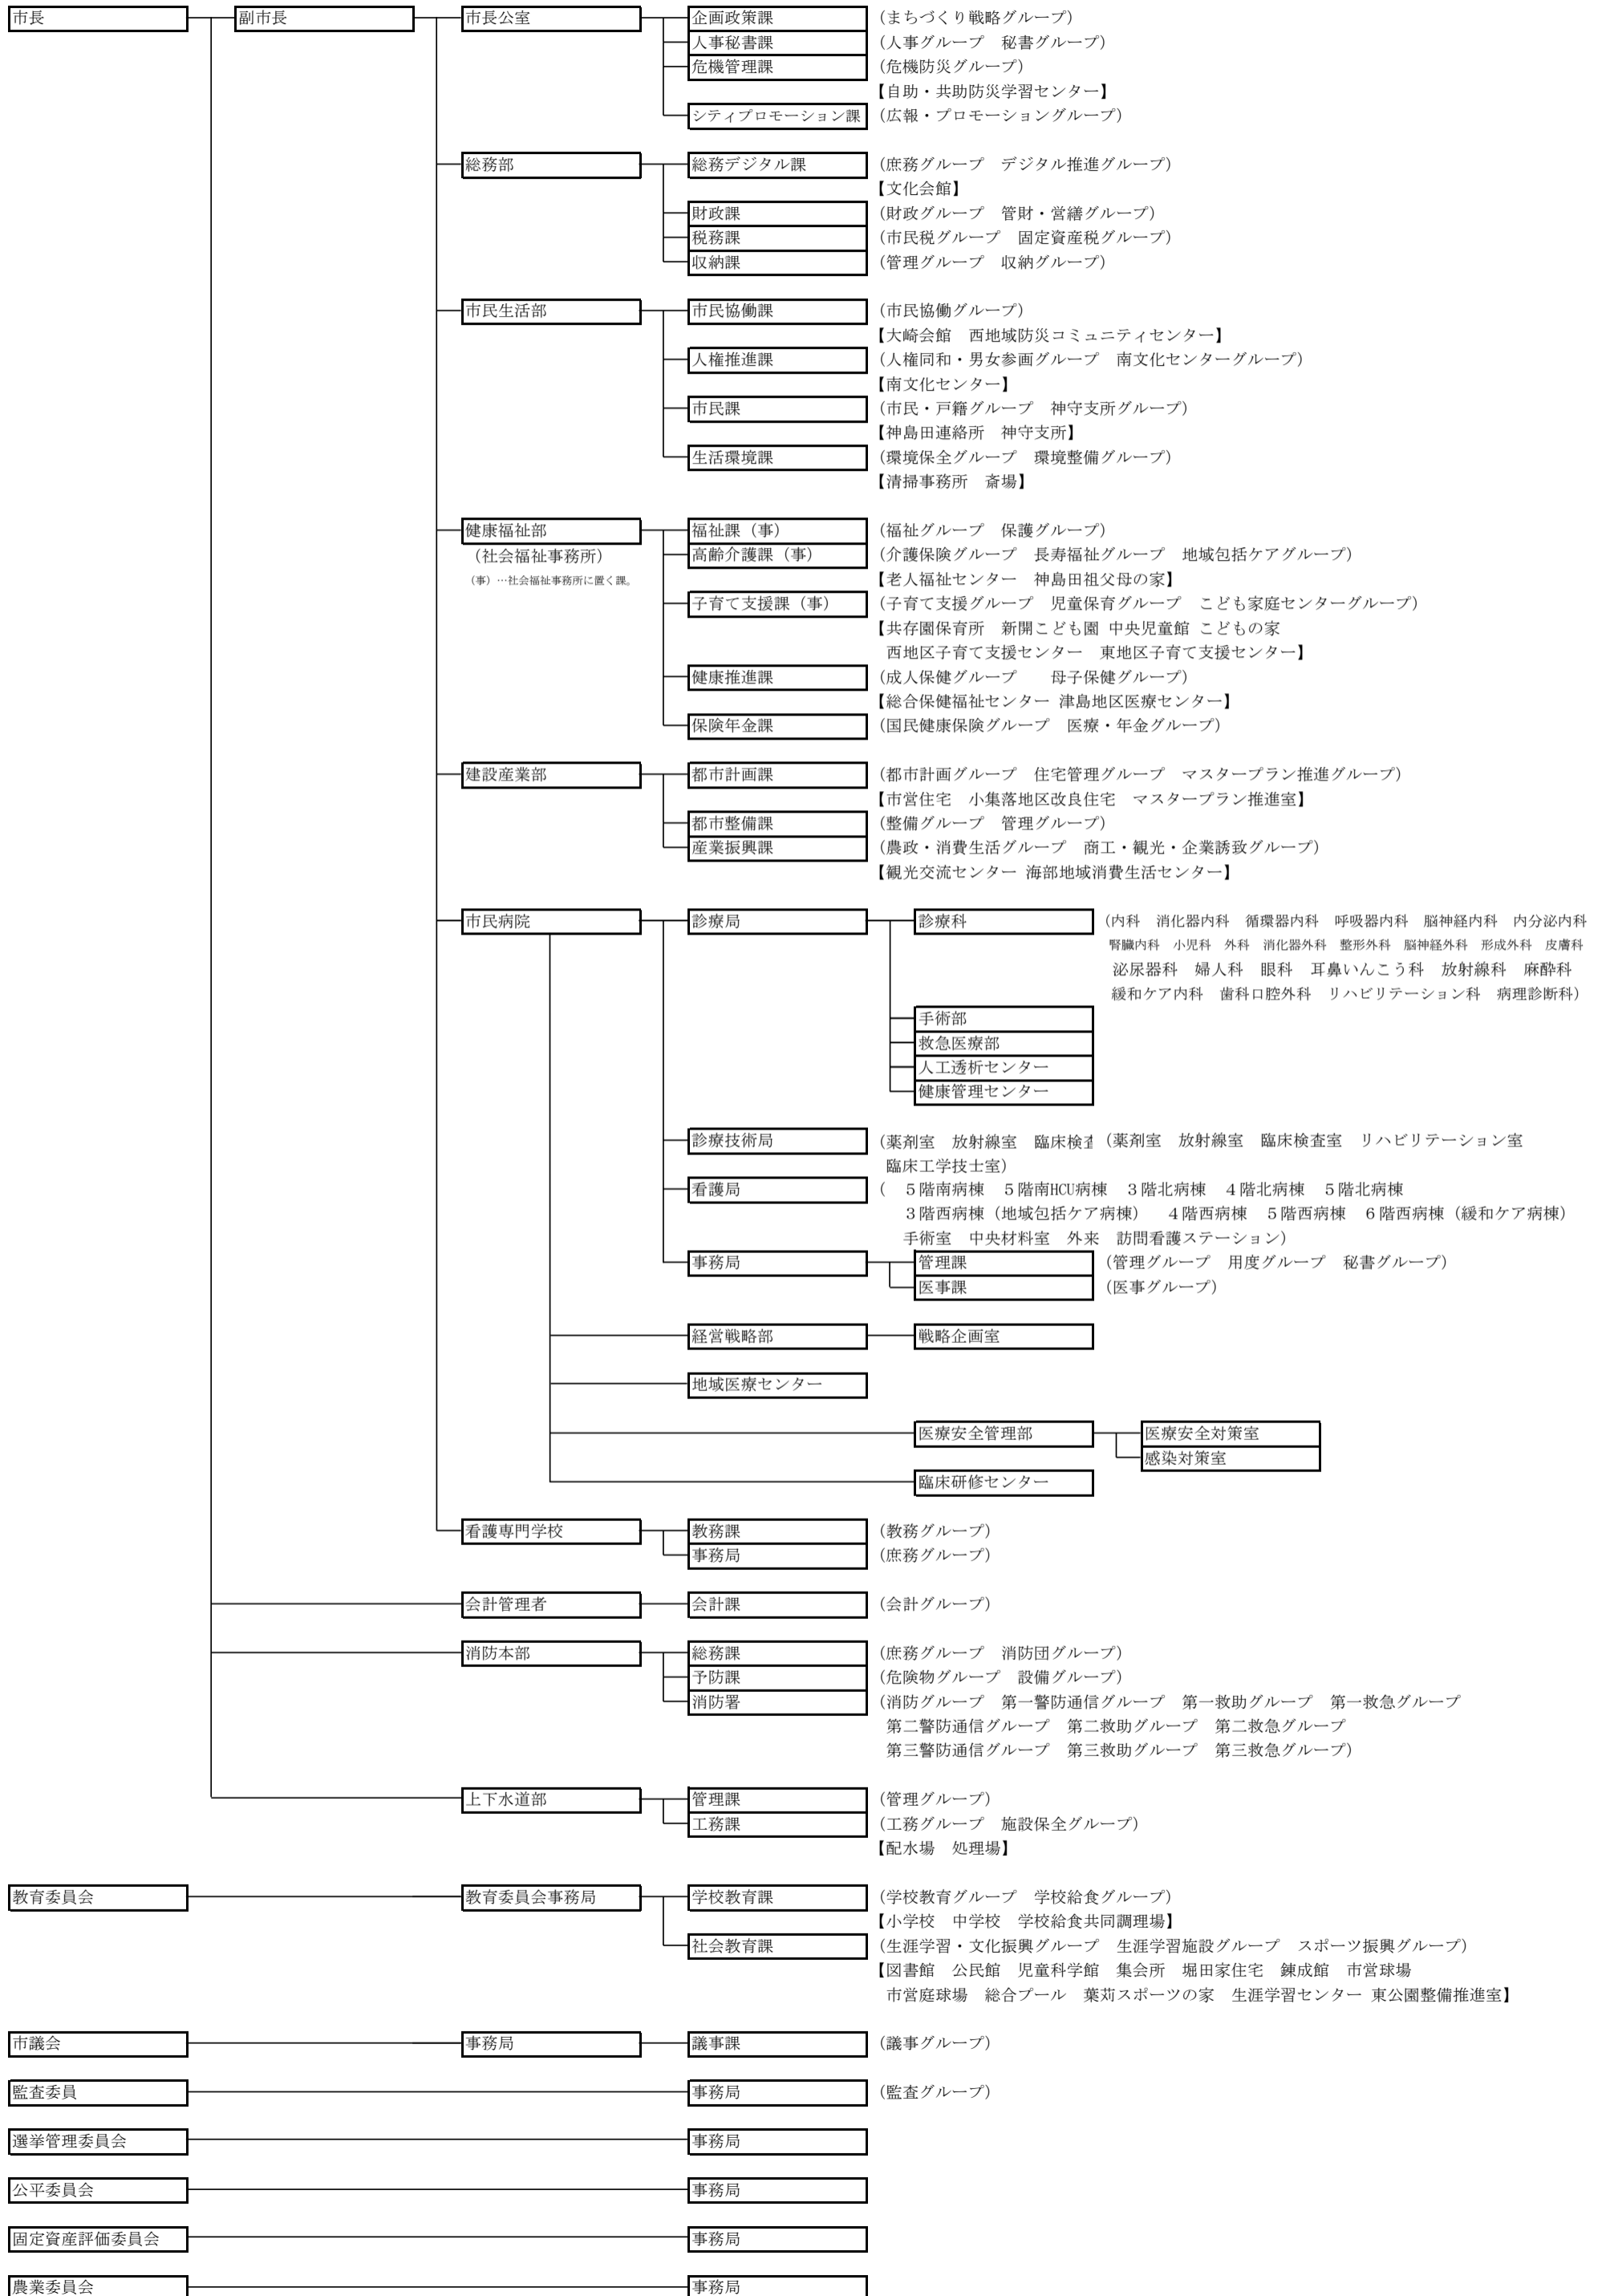 市長 副市長 市長公室 企画政策課 （まちづくり戦略グループ）
人事秘書課 （人事グループ　秘書グループ）
危機管理課 （危機防災グループ）
【自助・共助防災学習センター】
シティプロモーション課 （広報・プロモーショングループ）
総務部 総務デジタル課 （庶務グループ　デジタル推進グループ）
【文化会館】
財政課 （財政グループ　管財・営繕グループ）
税務課 （市民税グループ　固定資産税グループ）
収納課 （管理グループ　収納グループ）
市民生活部 市民協働課 （市民協働グループ）
【大崎会館　西地域防災コミュニティセンター】
人権推進課 （人権同和・男女参画グループ　南文化センターグループ）
【南文化センター】
市民課 （市民・戸籍グループ　神守支所グループ）
【神島田連絡所　神守支所】
生活環境課 （環境保全グループ　環境整備グループ）
【清掃事務所　斎場】
健康福祉部 福祉課（事） （福祉グループ　保護グループ）
（社会福祉事務所） 高齢介護課（事） （介護保険グループ　長寿福祉グループ　地域包括ケアグループ）
（事）…社会福祉事務所に置く課。 【老人福祉センター　神島田祖父母の家】
子育て支援課（事） （子育て支援グループ　児童保育グループ　こども家庭センターグループ）
【共存園保育所　新開こども園 中央児童館 こどもの家
西地区子育て支援センター　東地区子育て支援センター】
健康推進課 （成人保健グループ　　母子保健グループ）
【総合保健福祉センター 津島地区医療センター】
保険年金課 （国民健康保険グループ　医療・年金グループ）
建設産業部 都市計画課 （都市計画グループ　住宅管理グループ　マスタープラン推進グループ）
【市営住宅　小集落地区改良住宅　マスタープラン推進室】
都市整備課 （整備グループ　管理グループ）
産業振興課 （農政・消費生活グループ　商工・観光・企業誘致グループ）
【観光交流センター 海部地域消費生活センター】
市民病院 診療局 診療科 （内科　消化器内科　循環器内科　呼吸器内科　脳神経内科　内分泌内科
腎臓内科　小児科　外科　消化器外科　整形外科　脳神経外科　形成外科　皮膚科
泌尿器科　婦人科　眼科　耳鼻いんこう科　放射線科　麻酔科
緩和ケア内科　歯科口腔外科　リハビリテーション科　病理診断科）
手術部
救急医療部
人工透析センター
健康管理センター
診療技術局 （薬剤室　放射線室　臨床検査 （薬剤室　放射線室　臨床検査室　リハビリテーション室
臨床工学技士室）
看護局 （　５階南病棟　５階南HCU病棟　３階北病棟　４階北病棟　５階北病棟
３階西病棟（地域包括ケア病棟）　４階西病棟　５階西病棟　６階西病棟（緩和ケア病棟）
手術室　中央材料室　外来　訪問看護ステーション）
事務局 管理課 （管理グループ　用度グループ　秘書グループ）
医事課 （医事グループ）
経営戦略部 戦略企画室
地域医療センター
医療安全管理部 医療安全対策室
感染対策室
臨床研修センター
看護専門学校 教務課 （教務グループ）
事務局 （庶務グループ）
会計管理者 会計課 （会計グループ）
消防本部 総務課 （庶務グループ　消防団グループ）
予防課 （危険物グループ　設備グループ）
消防署 （消防グループ　第一警防通信グループ　第一救助グループ　第一救急グループ
第二警防通信グループ　第二救助グループ　第二救急グループ
第三警防通信グループ　第三救助グループ　第三救急グループ）
上下水道部 管理課 （管理グループ）
工務課 （工務グループ　施設保全グループ）
【配水場　処理場】
教育委員会 教育委員会事務局 学校教育課 （学校教育グループ　学校給食グループ）
【小学校　中学校　学校給食共同調理場】
社会教育課 （生涯学習・文化振興グループ　生涯学習施設グループ　スポーツ振興グループ）
【図書館　公民館　児童科学館　集会所　堀田家住宅　錬成館　市営球場
市営庭球場　総合プール　葉苅スポーツの家　生涯学習センター 東公園整備推進室】
市議会 事務局 議事課 （議事グループ）
監査委員 事務局 （監査グループ）
選挙管理委員会 事務局
公平委員会 事務局
固定資産評価委員会 事務局
農業委員会 事務局